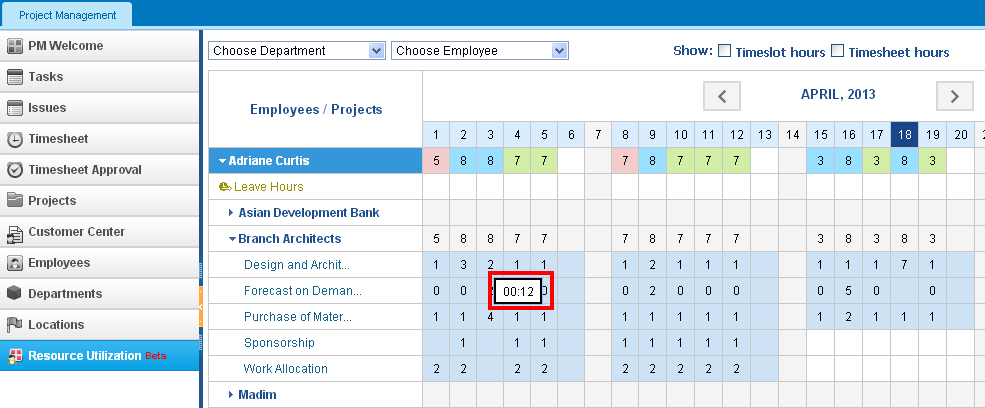 Project Management
PM Welcome
Tasks
Issues
Timesheet
Timesheet Approval
Projects
Customer Center
Employees
Departments
Locations
Resource Utilization Beta
Choose Department Choose Employee Show: Timeslot hours Timesheet hours
Employees / Projects APRIL, 2013
1 2 3 4 5 6 7 8 9 10 11 12 13 14 15 16 17 18 19 20
Adriane Curtis 5 8 8 7 7 7 8 7 7 7 3 8 3 8 3
Leave Hours
Asian Development Bank
Branch Architects 5 8 8 7 7 7 8 7 7 7 3 8 3 8 3
Design and Archit... 1 3 2 1 1 1 2 1 1 1 1 1 1 7 1
Forecast on Deman... 0 0 00:12 0 0 2 0 0 0 0 5 0 0 0
Purchase of Mater... 1 1 4 1 1 1 1 1 1 1 1 2 1 1 1
Sponsorship 1 1 1 1 1 1 1 1
Work Allocation 2 2 2 2 2 2 2 2 2
Madim